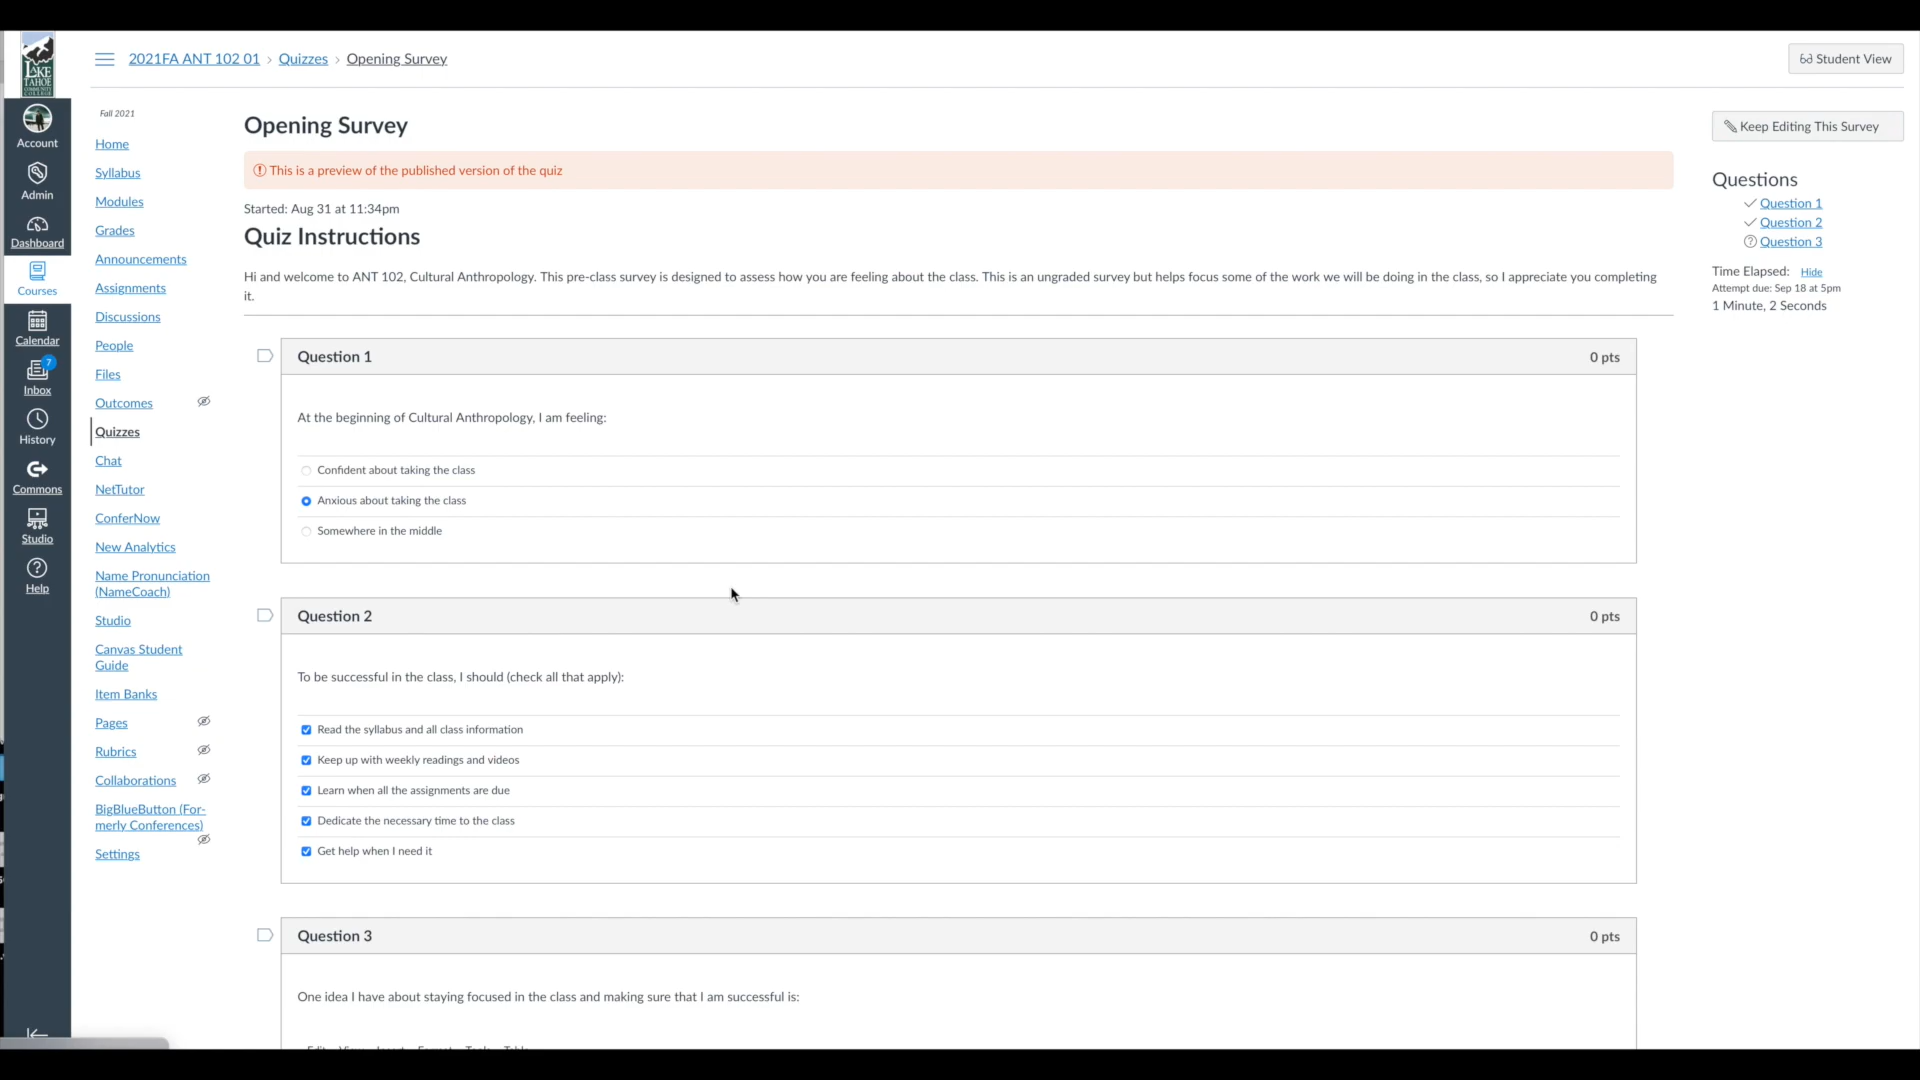 LAKE
TAHOE
COMMUNITY
COLLEGE
2021FA ANT 102 01 › Quizzes › Opening Survey
Student View
Account
Admin
Dashboard
Courses
Calendar
7
Inbox
History
Commons
Studio
Help
Fall 2021
Home
Syllabus
Modules
Grades
Announcements
Assignments
Discussions
People
Files
Outcomes
Quizzes
Chat
NetTutor
ConferNow
New Analytics
Name Pronunciation
(NameCoach)
Studio
Canvas Student
Guide
Item Banks
Pages
Rubrics
Collaborations
BigBlueButton (For-
merly Conferences)
Settings
Opening Survey
This is a preview of the published version of the quiz
Started: Aug 31 at 11:34pm
Quiz Instructions
Hi and welcome to ANT 102, Cultural Anthropology. This pre-class survey is designed to assess how you are feeling about the class. This is an ungraded survey but helps focus some of the work we will be doing in the class, so I appreciate you completing
it.
Question 1 0 pts
At the beginning of Cultural Anthropology, I am feeling:
Confident about taking the class
Anxious about taking the class
Somewhere in the middle
Question 2 0 pts
To be successful in the class, I should (check all that apply):
Read the syllabus and all class information
Keep up with weekly readings and videos
Learn when all the assignments are due
Dedicate the necessary time to the class
Get help when I need it
Question 3 0 pts
One idea I have about staying focused in the class and making sure that I am successful is:
Edit View Insert Format Tools Table
Keep Editing This Survey
Questions
Question 1
Question 2
Question 3
Time Elapsed: Hide
Attempt due: Sep 18 at 5pm
1 Minute, 2 Seconds